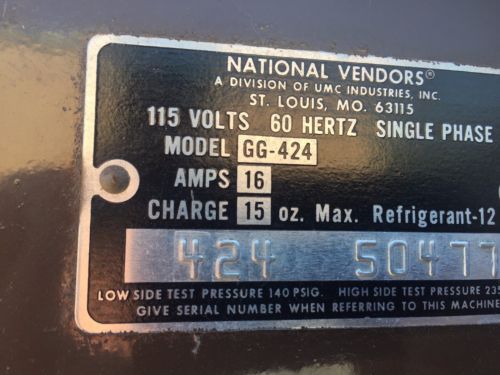 NATIONAL VENDORS®
A DIVISION OF UMC INDUSTRIES, INC.
ST. LOUIS, MO. 63115
115 VOLTS 60 HERTZ SINGLE PHASE
MODEL GG-424
AMPS 16
CHARGE 15 oz. Max. Refrigerant-12
424 50477
LOW SIDE TEST PRESSURE 140 PSIG. HIGH SIDE TEST PRESSURE 235
GIVE SERIAL NUMBER WHEN REFERRING TO THIS MACHINE